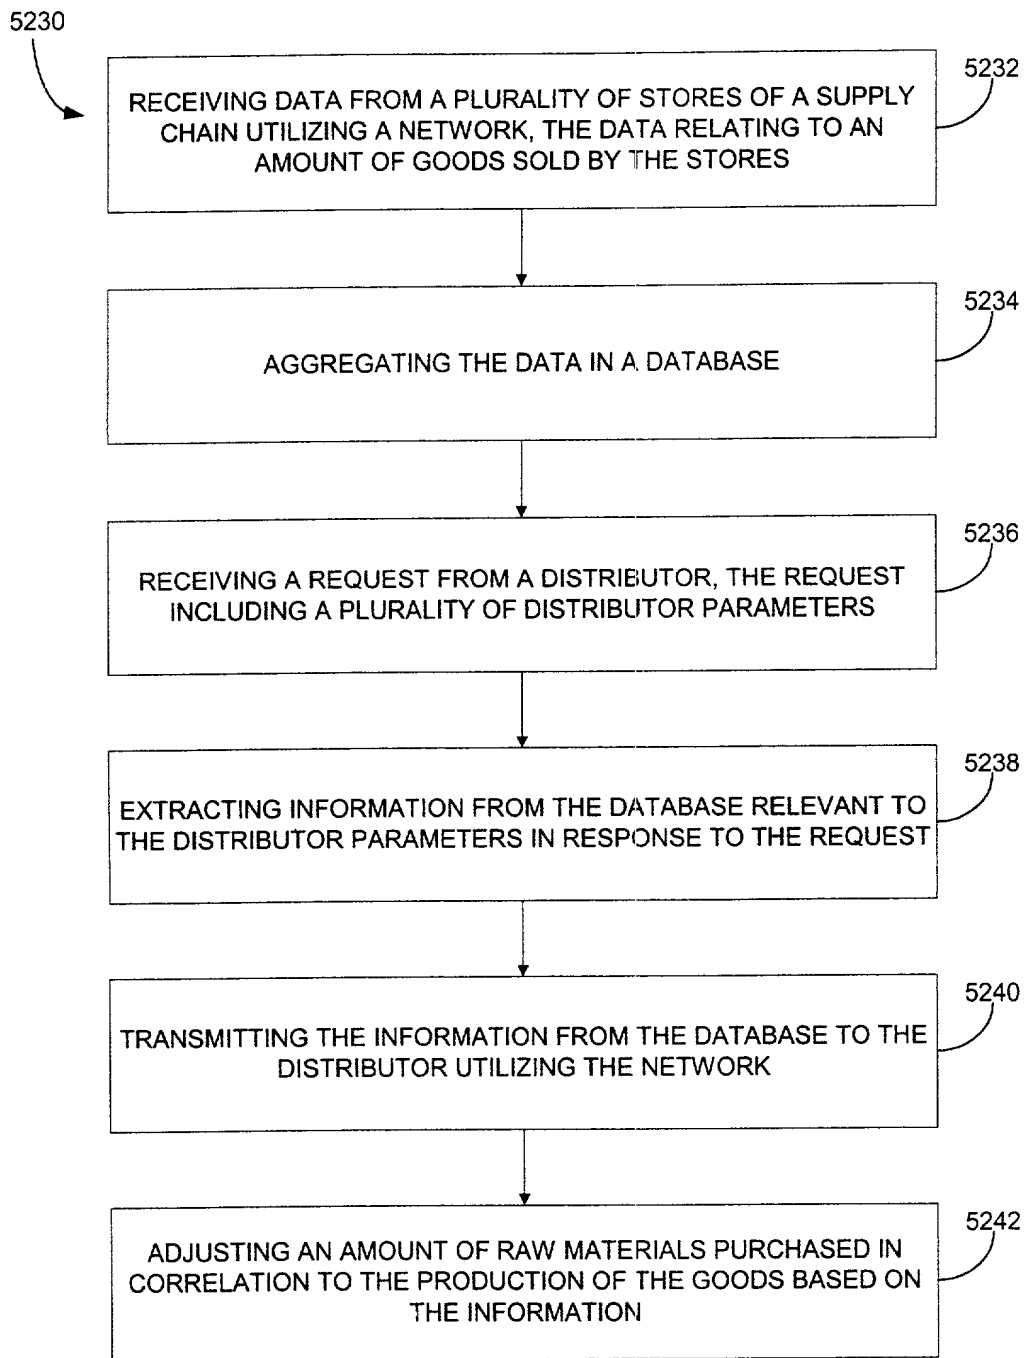 5230
5232
RECEIVING DATA FROM A PLURALITY OF STORES OF A SUPPLY
CHAIN UTILIZING A NETWORK, THE DATA RELATING TO AN
AMOUNT OF GOODS SOLD BY THE STORES
5234
AGGREGATING THE DATA IN A DATABASE
5236
RECEIVING A REQUEST FROM A DISTRIBUTOR, THE REQUEST
INCLUDING A PLURALITY OF DISTRIBUTOR PARAMETERS
5238
EXTRACTING INFORMATION FROM THE DATABASE RELEVANT TO
THE DISTRIBUTOR PARAMETERS IN RESPONSE TO THE REQUEST
5240
TRANSMITTING THE INFORMATION FROM THE DATABASE TO THE
DISTRIBUTOR UTILIZING THE NETWORK
5242
ADJUSTING AN AMOUNT OF RAW MATERIALS PURCHASED IN
CORRELATION TO THE PRODUCTION OF THE GOODS BASED ON
THE INFORMATION